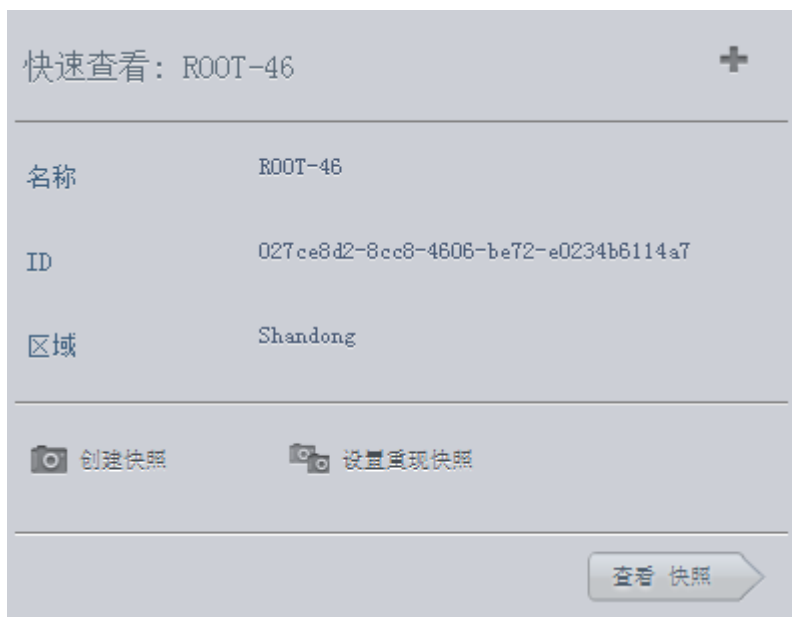 快速查看: ROOT-46
名称 ROOT-46
ID 027ce8d2-8cc8-4606-be72-e0234b6114a7
区域 Shandong
创建快照 设置重现快照
查看 快照